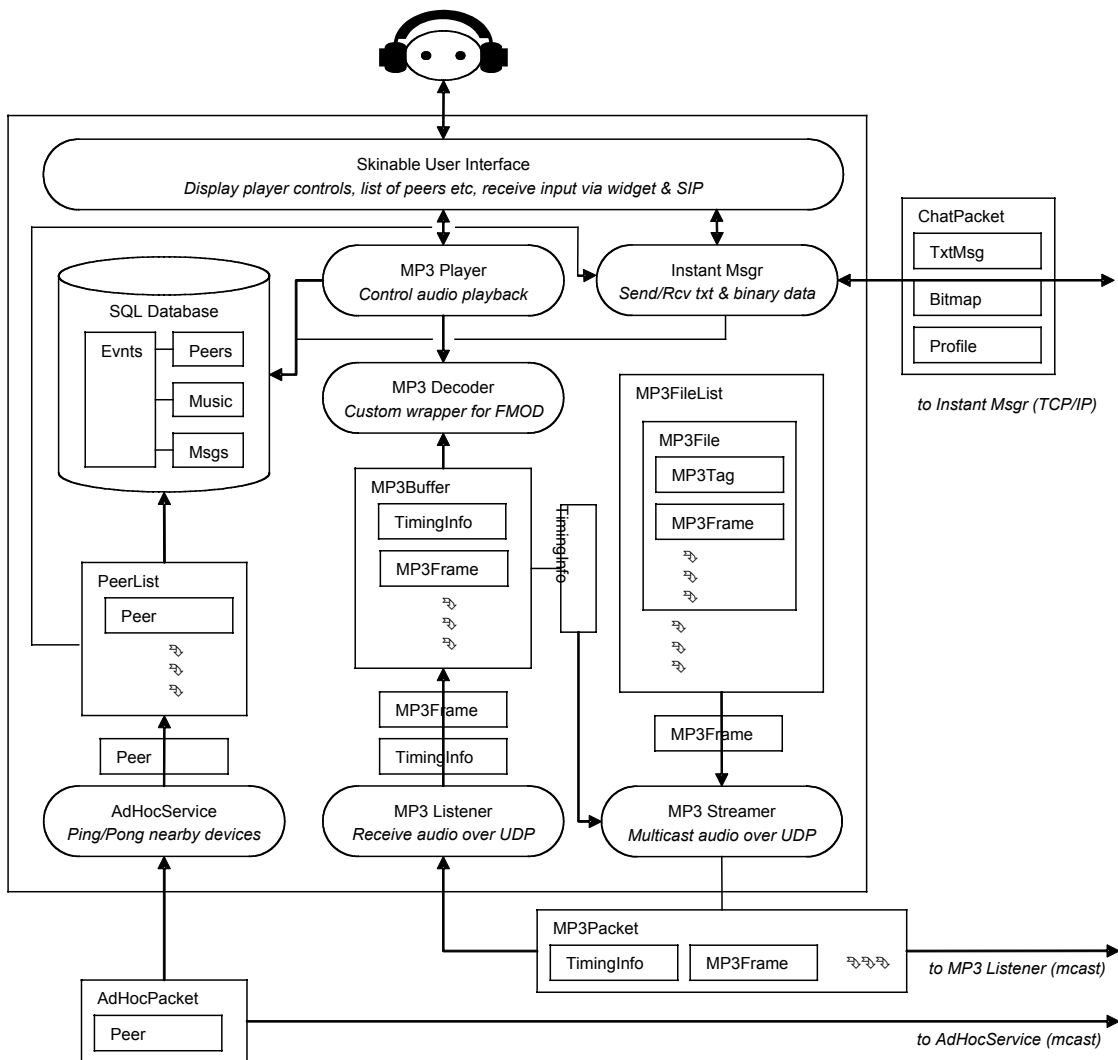 Skinable User Interface
Display player controls, list of peers etc, receive input via widget & SIP
ChatPacket
TxtMsg
Bitmap
Profile
to Instant Msgr (TCP/IP)
MP3 Player
Control audio playback
Instant Msgr
Send/Rcv txt & binary data
SQL Database
Evnts
Peers
Music
Msgs
MP3 Decoder
Custom wrapper for FMOD
MP3FileList
MP3File
MP3Tag
MP3Frame
MP3Buffer
TimingInfo
MP3Frame
TimingInfo
PeerList
Peer
MP3Frame
TimingInfo
MP3Frame
Peer
AdHocService
Ping/Pong nearby devices
MP3 Listener
Receive audio over UDP
MP3 Streamer
Multicast audio over UDP
MP3Packet
TimingInfo
MP3Frame
to MP3 Listener (mcast)
AdHocPacket
Peer
to AdHocService (mcast)